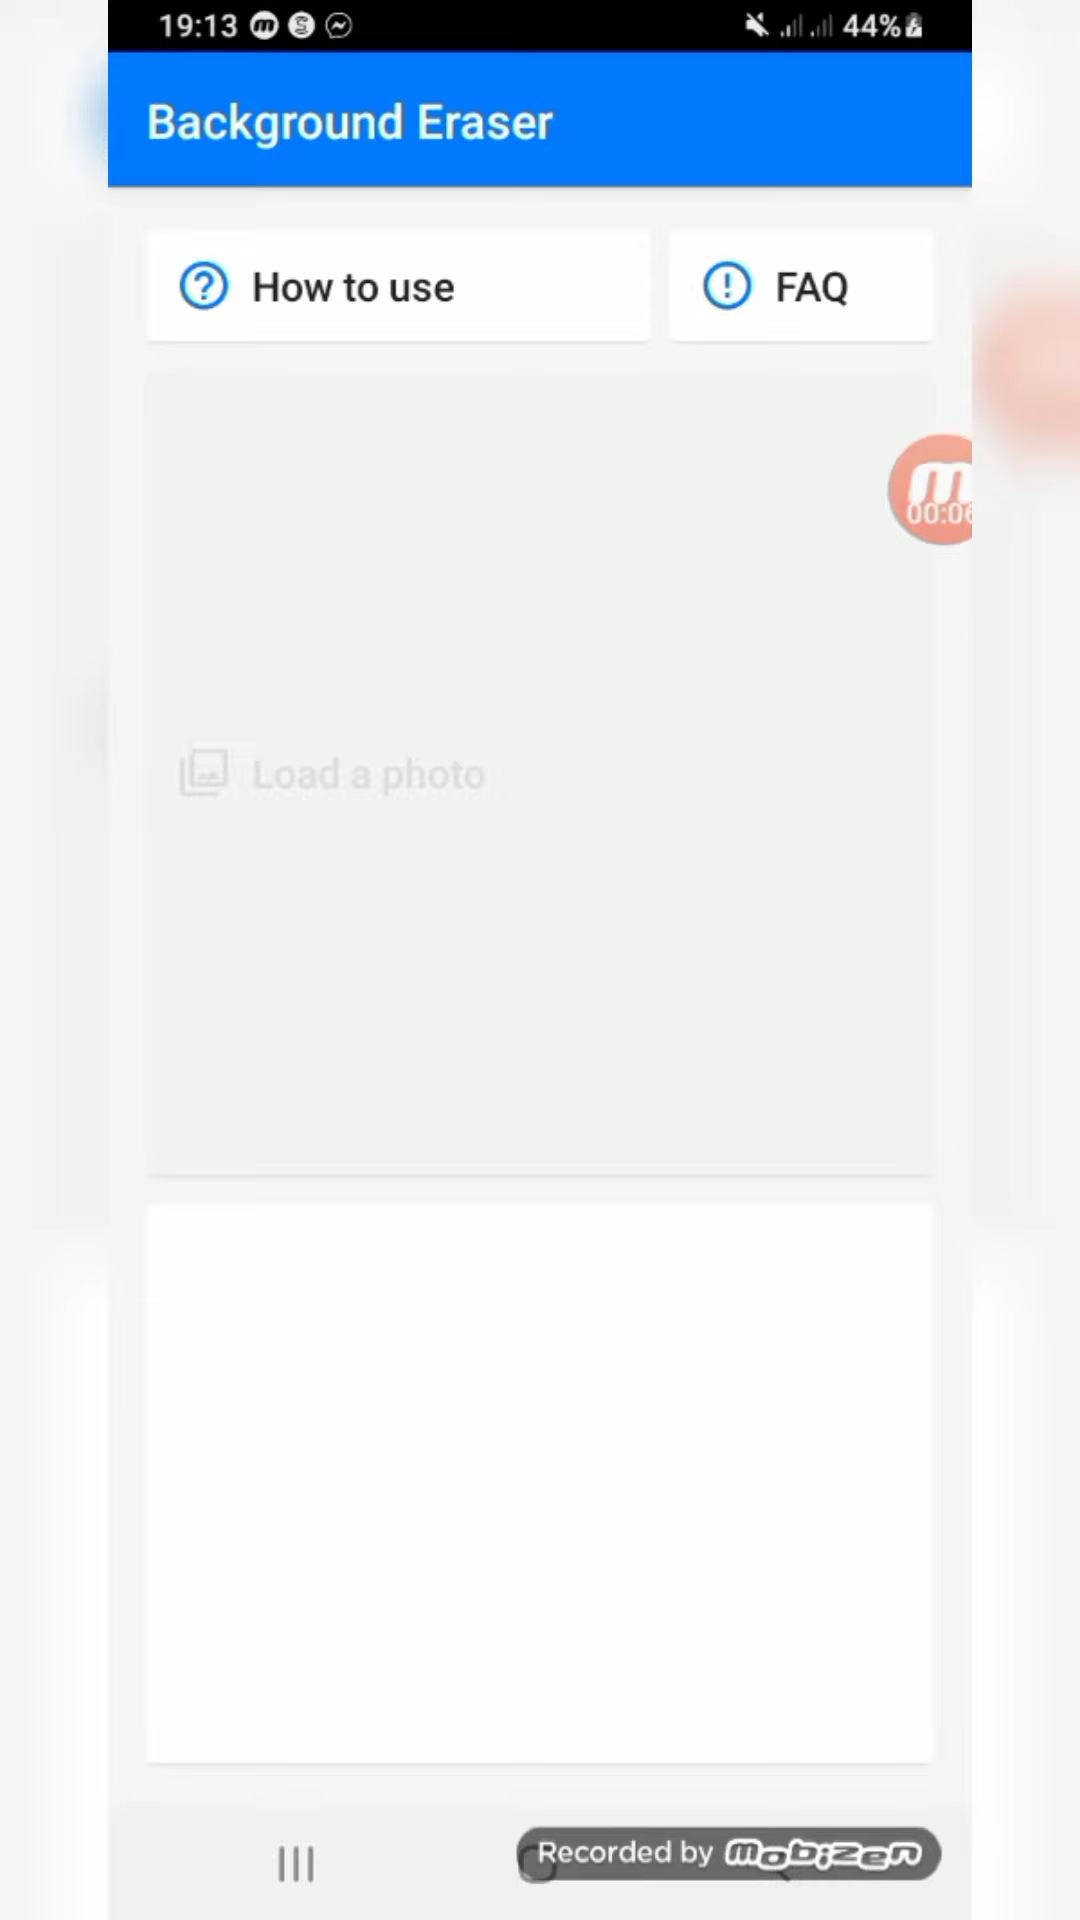 19:13 44%
Background Eraser
How to use
FAQ
m
00:06
Load a photo
Recorded by mobizen